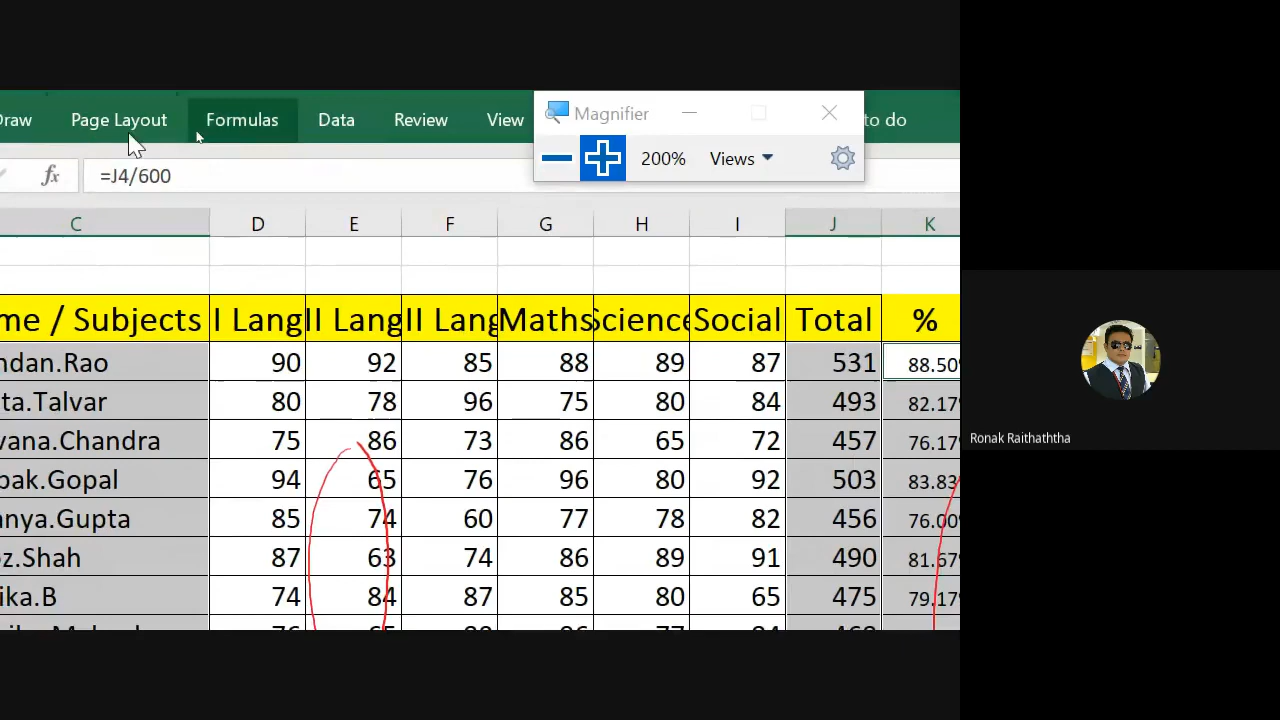 Draw Page Layout Formulas Data Review View to do
Magnifier
200% Views
fx =J4/600
C D E F G H I J K
me / Subjects I Lang II Lang II Lang Maths Science Social Total %
ndan.Rao 90 92 85 88 89 87 531 88.50%
ta.Talvar 80 78 96 75 80 84 493 82.17%
vana.Chandra 75 86 73 86 65 72 457 76.17%
pak.Gopal 94 65 76 96 80 92 503 83.83%
anya.Gupta 85 74 60 77 78 82 456 76.00%
oz.Shah 87 63 74 86 89 91 490 81.67%
ika.B 74 84 87 85 80 65 475 79.17%
Ronak Raithaththa